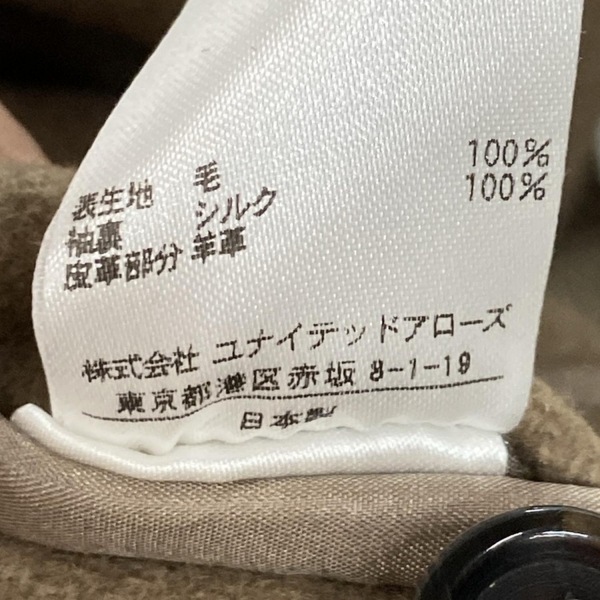 表生地 毛 100%
袖裏 シルク 100%
皮革部分 羊革
株式会社 ユナイテッドアローズ
東京都港区赤坂 8-1-19
日本製